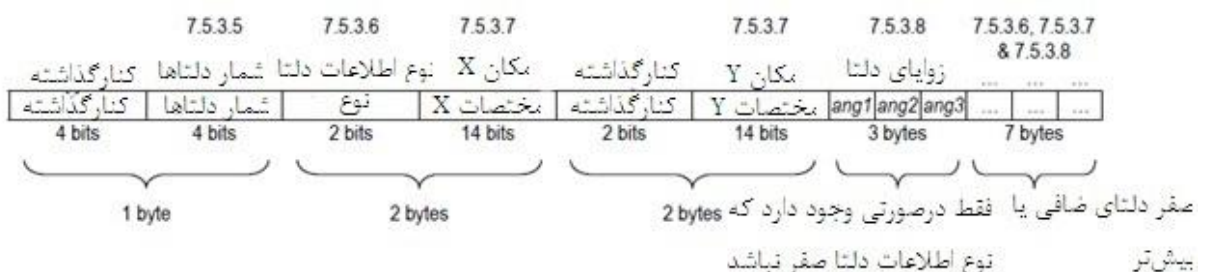 7.5.3.5 7.5.3.6 7.5.3.7 7.5.3.7 7.5.3.8 7.5.3.6, 7.5.3.7
& 7.5.3.8
کنارگذاشته شمار دلتاها نوع اطلاعات دلتا مکان X کنارگذاشته مکان Y زوایای دلتا ... ... ...
کنارگذاشته شمار دلتاها نوع مختصات X کنارگذاشته مختصات Y ang1 ang2 ang3 ... ... ...
4 bits 4 bits 2 bits 14 bits 2 bits 14 bits 3 bytes 7 bytes
1 byte 2 bytes 2 bytes فقط درصورتی وجود دارد که صفر دلتای ضافی یا
نوع اطلاعات دلتا صفر نباشد بیش‌تر